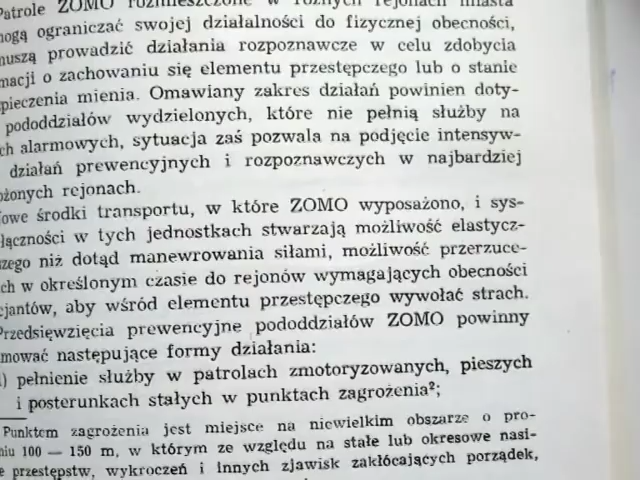 Patrole ZOMO rozmieszczone w różnych rejonach miasta
mogą ograniczać swojej działalności do fizycznej obecności,
muszą prowadzić działania rozpoznawcze w celu zdobycia
macji o zachowaniu się elementu przestępczego lub o stanie
pieczenia mienia. Omawiany zakres działań powinien doty-
pododdziałów wydzielonych, które nie pełnią służby na
ch alarmowych, sytuacja zaś pozwala na podjęcie intensyw-
działań prewencyjnych i rozpoznawczych w najbardziej
ożonych rejonach.
owe środki transportu, w które ZOMO wyposażono, i sys-
łączności w tych jednostkach stwarzają możliwość elastycz-
szego niż dotąd manewrowania siłami, możliwość przerzuce-
ch w określonym czasie do rejonów wymagających obecności
cjantów, aby wśród elementu przestępczego wywołać strach.
Przedsięwzięcia prewencyjne pododdziałów ZOMO powinny
mować następujące formy działania:
) pełnienie służby w patrolach zmotoryzowanych, pieszych
i posterunkach stałych w punktach zagrożenia²;
Punktem zagrożenia jest miejsce na niewielkim obszarze o pro-
niu 100 — 150 m, w którym ze względu na stałe lub okresowe nasi-
e przestępstw, wykroczeń i innych zjawisk zakłócających porządek,